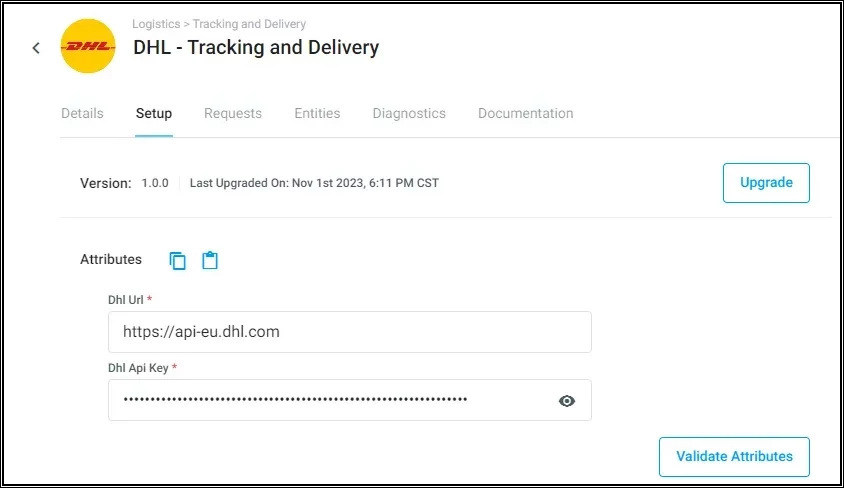 Logistics > Tracking and Delivery
DHL
DHL - Tracking and Delivery
Details Setup Requests Entities Diagnostics Documentation
Version: 1.0.0 Last Upgraded On: Nov 1st 2023, 6:11 PM CST Upgrade
Attributes
Dhl Url *
https://api-eu.dhl.com
Dhl Api Key *
Validate Attributes